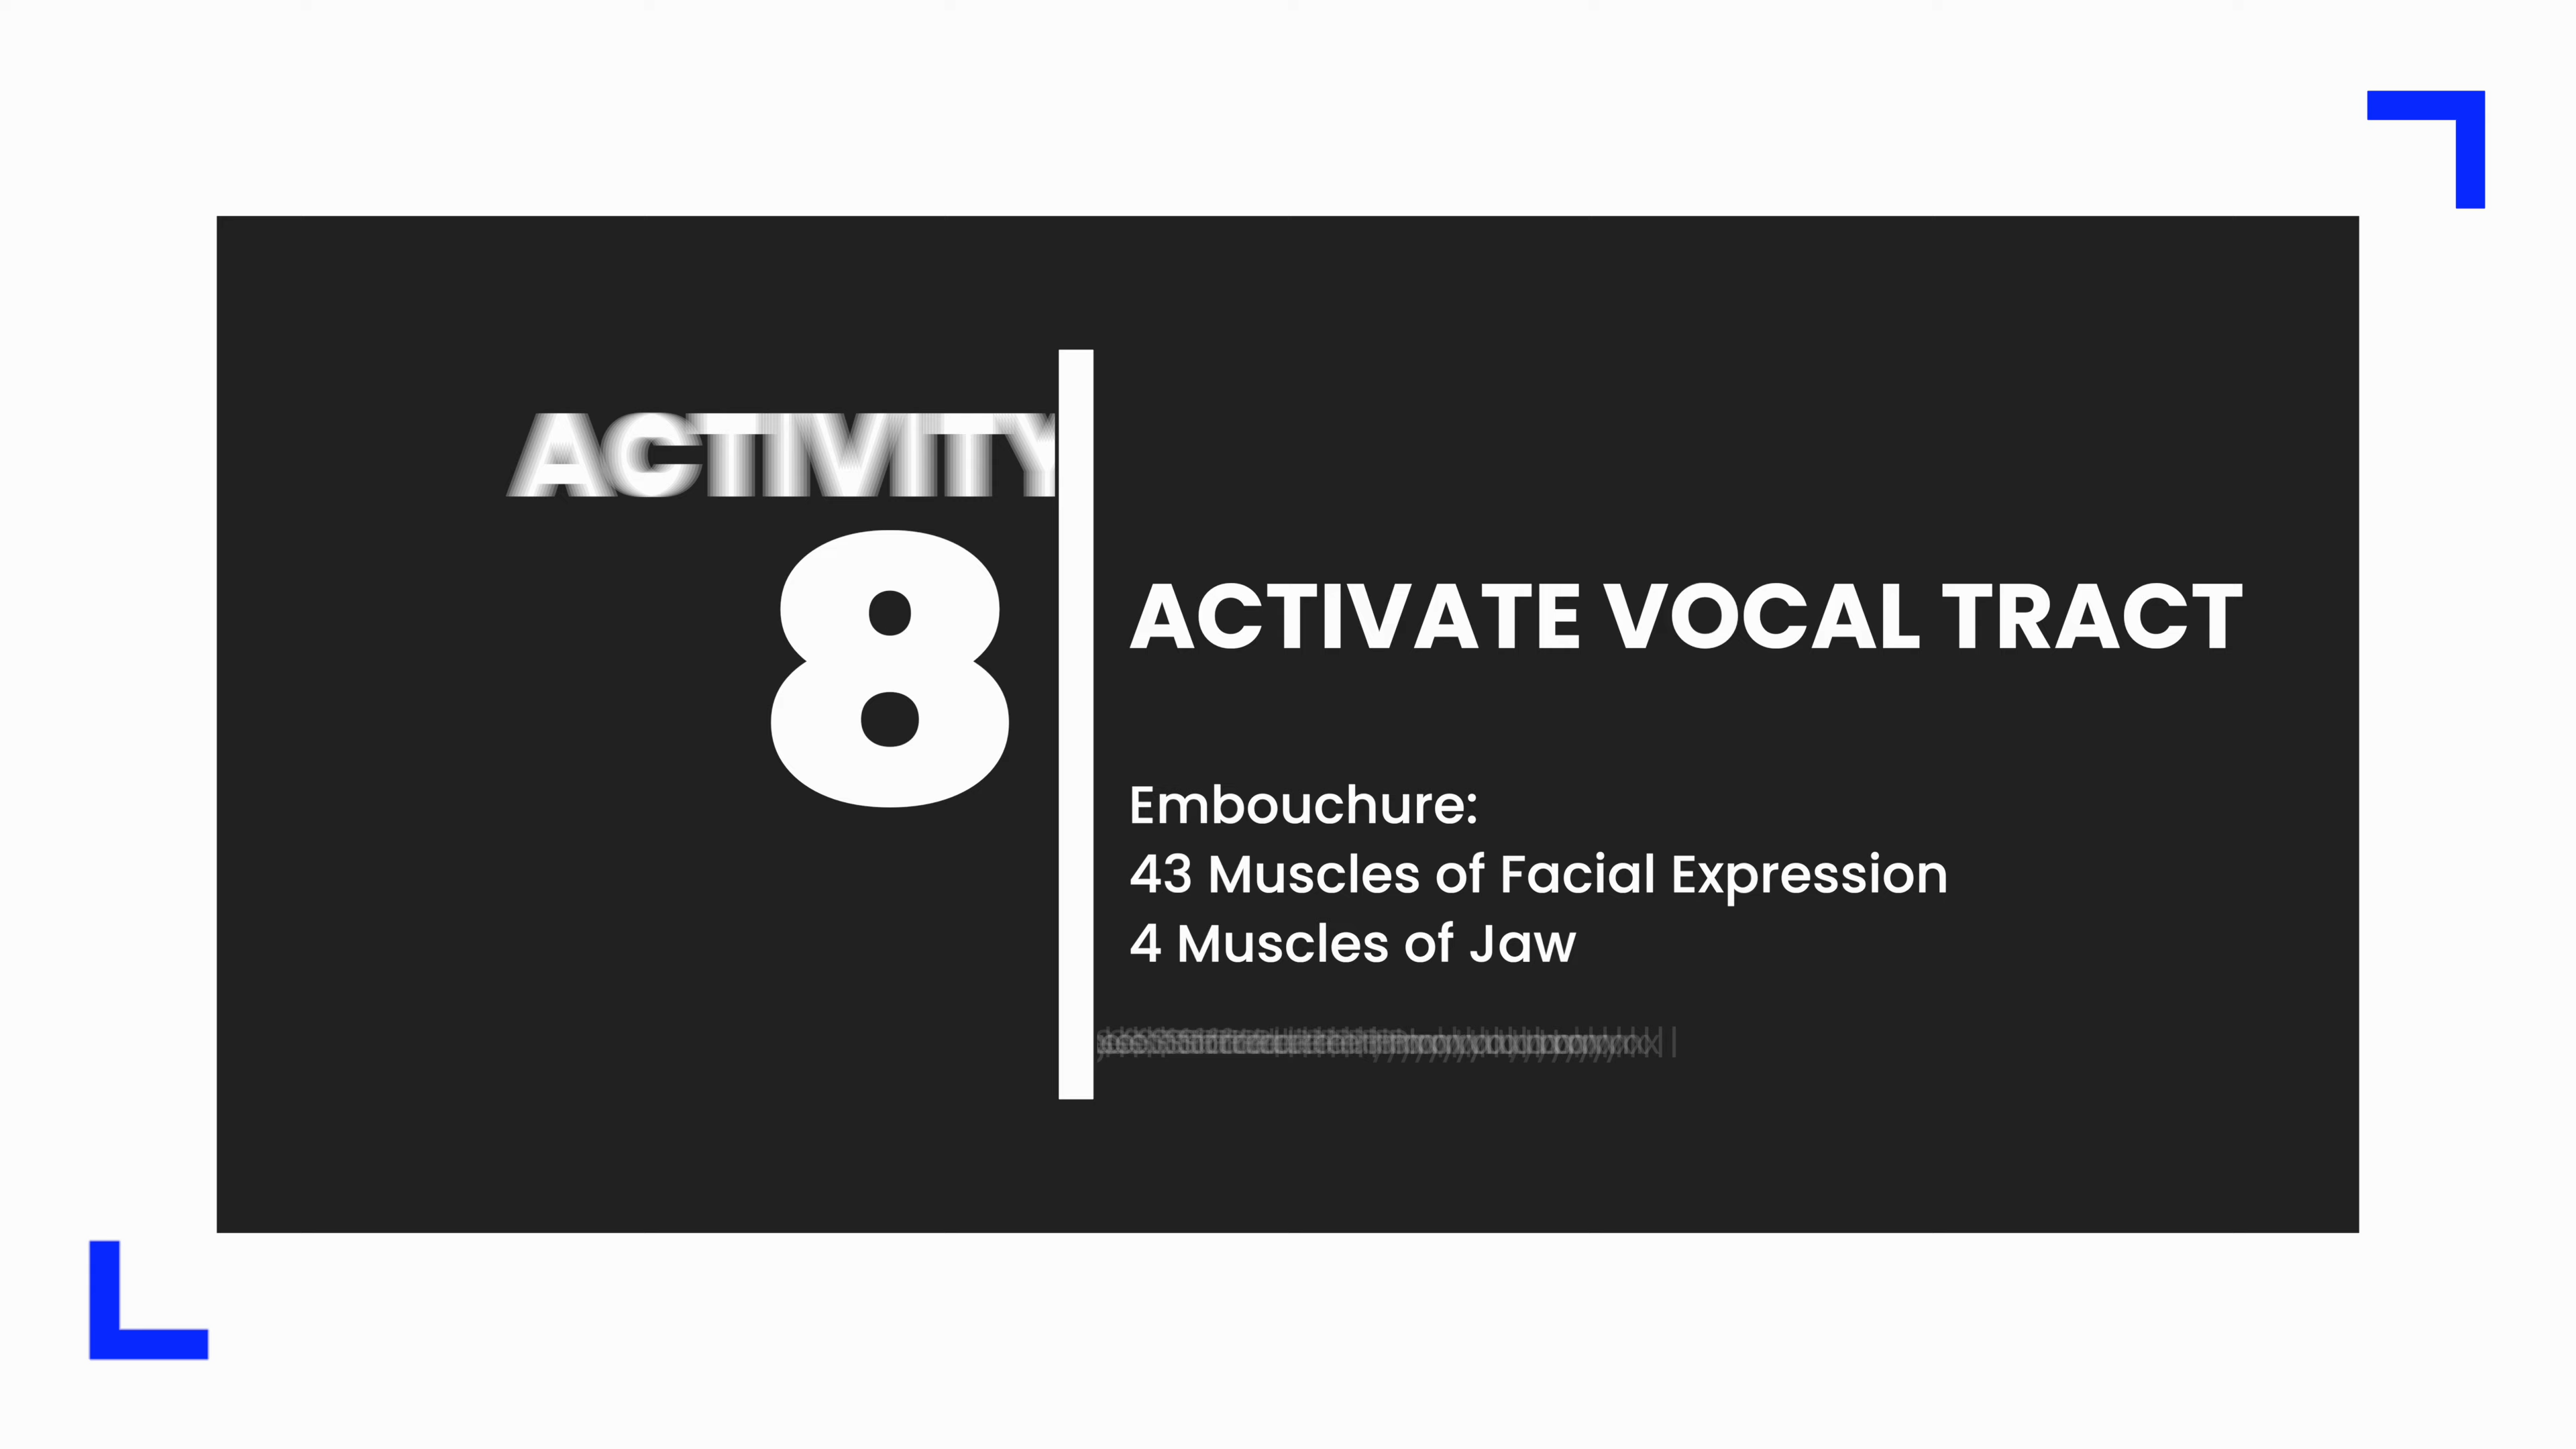 ACTIVITY
8
ACTIVATE VOCAL TRACT
Embouchure:
43 Muscles of Facial Expression
4 Muscles of Jaw